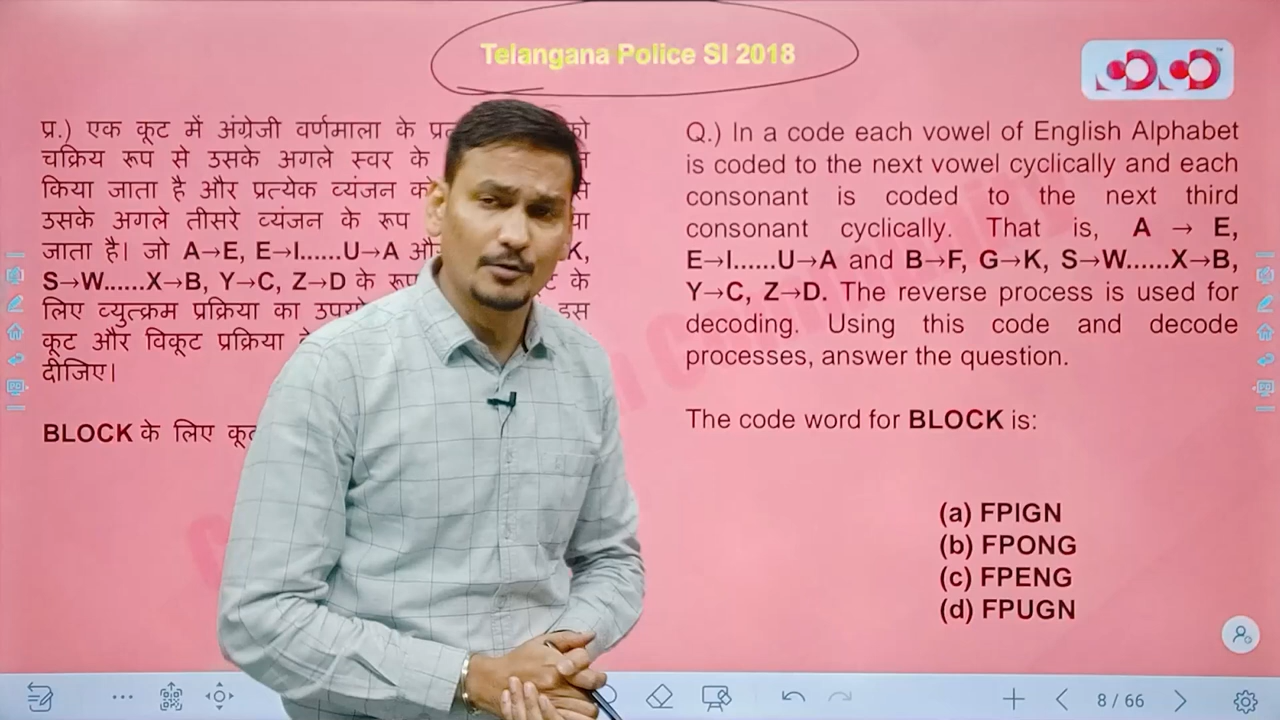 Telangana Police SI 2018
प्र.) एक कूट में अंग्रेजी वर्णमाला के को
चक्रिय रूप से उसके अगले स्वर के
किया जाता है और प्रत्येक व्यंजन को
उसके अगले तीसरे व्यंजन के रूप
जाता है। जो A→E, E→I......U→A K,
S→W......X→B, Y→C, Z→D के के
लिए व्युत्क्रम प्रक्रिया का इस
कूट और विकूट प्रक्रिया
दीजिए।
BLOCK के लिए
Q.) In a code each vowel of English Alphabet
is coded to the next vowel cyclically and each
consonant is coded to the next third
consonant cyclically. That is, A → E,
E→I......U→A and B→F, G→K, S→W......X→B,
Y→C, Z→D. The reverse process is used for
decoding. Using this code and decode
processes, answer the question.
The code word for BLOCK is:
(a) FPIGN
(b) FPONG
(c) FPENG
(d) FPUGN
8 / 66